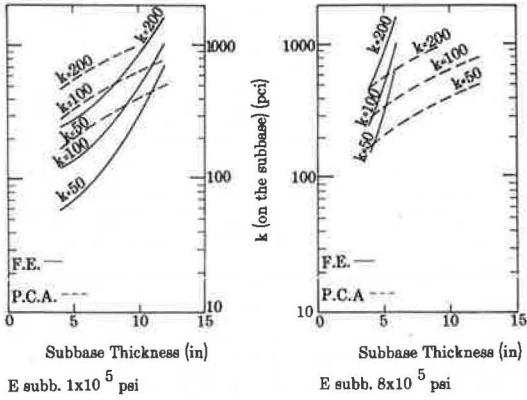 k•200
k•200
k•100
k•50
k•100
k•50
F.E.
P.C.A.
1000
100
10
0
5
10
15
Subbase Thickness (in)
E subb. 1x10 5 psi
k (on the subbase) (pci)
1000
100
10
k•200
k•200
k•100
k•100
k•50
k•50
F.E.
P.C.A
0
5
10
15
Subbase Thickness (in)
E subb. 8x10 5 psi